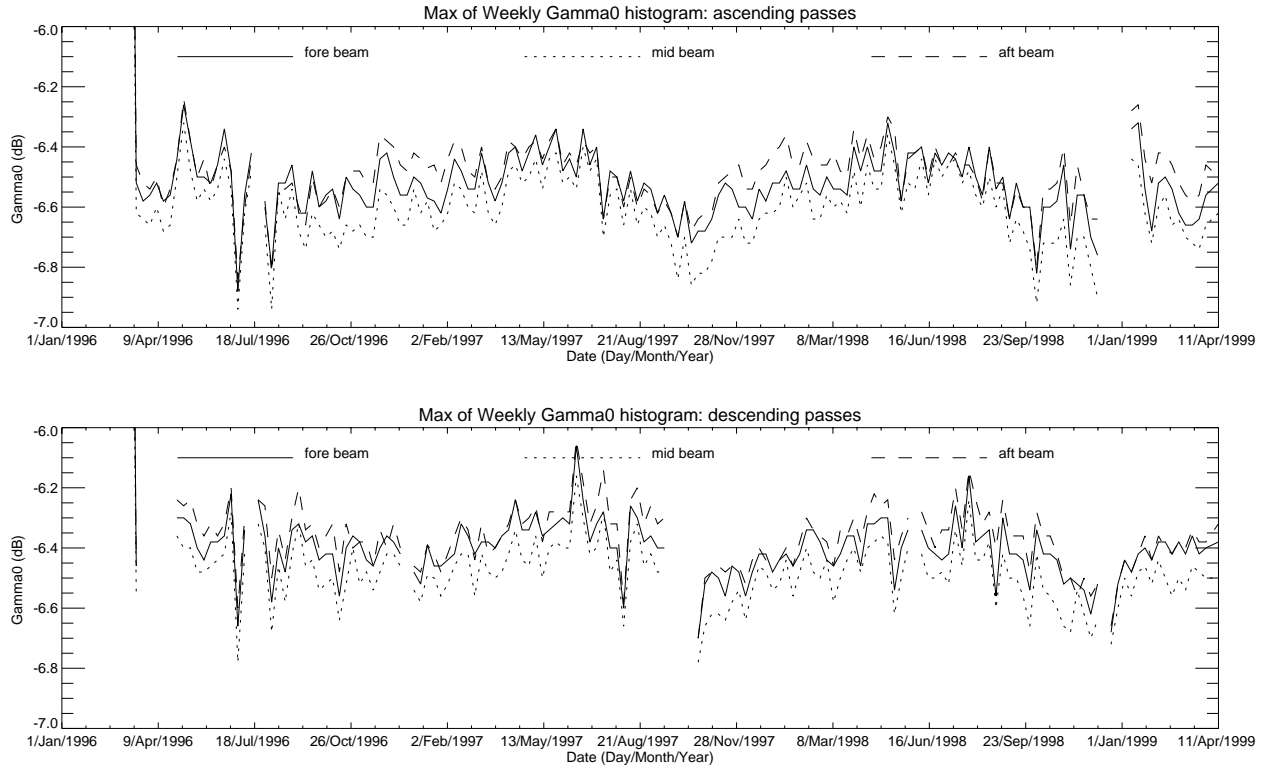 Max of Weekly Gamma0 histogram: ascending passes
-6.0
fore beam mid beam aft beam
-6.2
-6.4
Gamma0 (dB)
-6.6
-6.8
-7.0
1/Jan/1996 9/Apr/1996 18/Jul/1996 26/Oct/1996 2/Feb/1997 13/May/1997 21/Aug/1997 28/Nov/1997 8/Mar/1998 16/Jun/1998 23/Sep/1998 1/Jan/1999 11/Apr/1999
Date (Day/Month/Year)
Max of Weekly Gamma0 histogram: descending passes
-6.0
fore beam mid beam aft beam
-6.2
-6.4
Gamma0 (dB)
-6.6
-6.8
-7.0
1/Jan/1996 9/Apr/1996 18/Jul/1996 26/Oct/1996 2/Feb/1997 13/May/1997 21/Aug/1997 28/Nov/1997 8/Mar/1998 16/Jun/1998 23/Sep/1998 1/Jan/1999 11/Apr/1999
Date (Day/Month/Year)